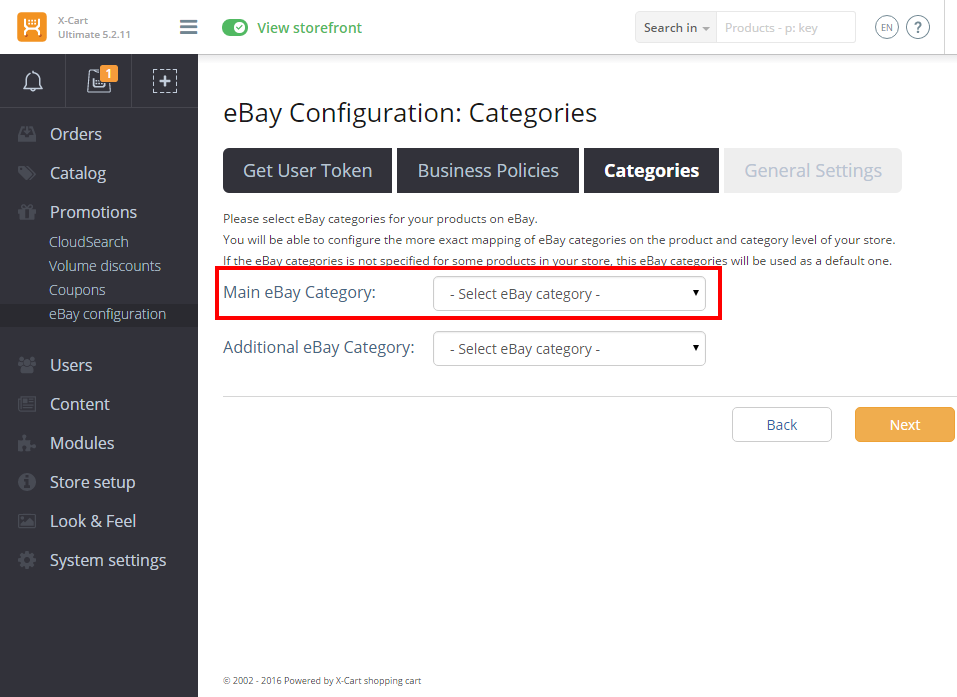 X-Cart
Ultimate 5.2.11
View storefront
Search in
Products - p: key
EN
?
1
Orders
Catalog
Promotions
CloudSearch
Volume discounts
Coupons
eBay configuration
Users
Content
Modules
Store setup
Look & Feel
System settings
eBay Configuration: Categories
Get User Token
Business Policies
Categories
General Settings
Please select eBay categories for your products on eBay.
You will be able to configure the more exact mapping of eBay categories on the product and category level of your store.
If the eBay categories is not specified for some products in your store, this eBay categories will be used as a default one.
Main eBay Category:
- Select eBay category -
Additional eBay Category:
- Select eBay category -
Back
Next
© 2002 - 2016 Powered by X-Cart shopping cart